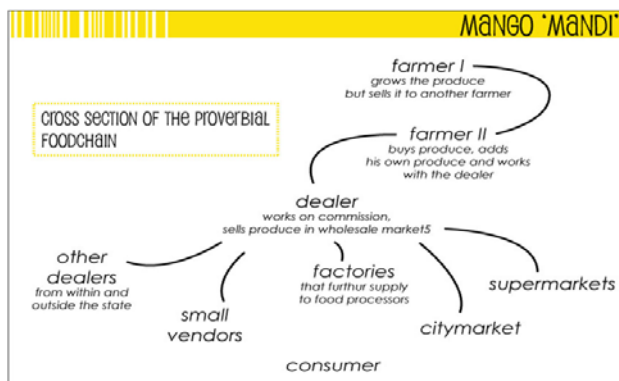 MANGO 'MANDI'
CROSS SECTION OF THE PROVERBIAL
FOODCHAIN
farmer I
grows the produce
but sells it to another farmer
farmer II
buys produce, adds
his own produce and works
with the dealer
dealer
works on commission,
sells produce in wholesale market5
other
dealers
from within and
outside the state
small
vendors
factories
that furthur supply
to food processors
citymarket
supermarkets
consumer